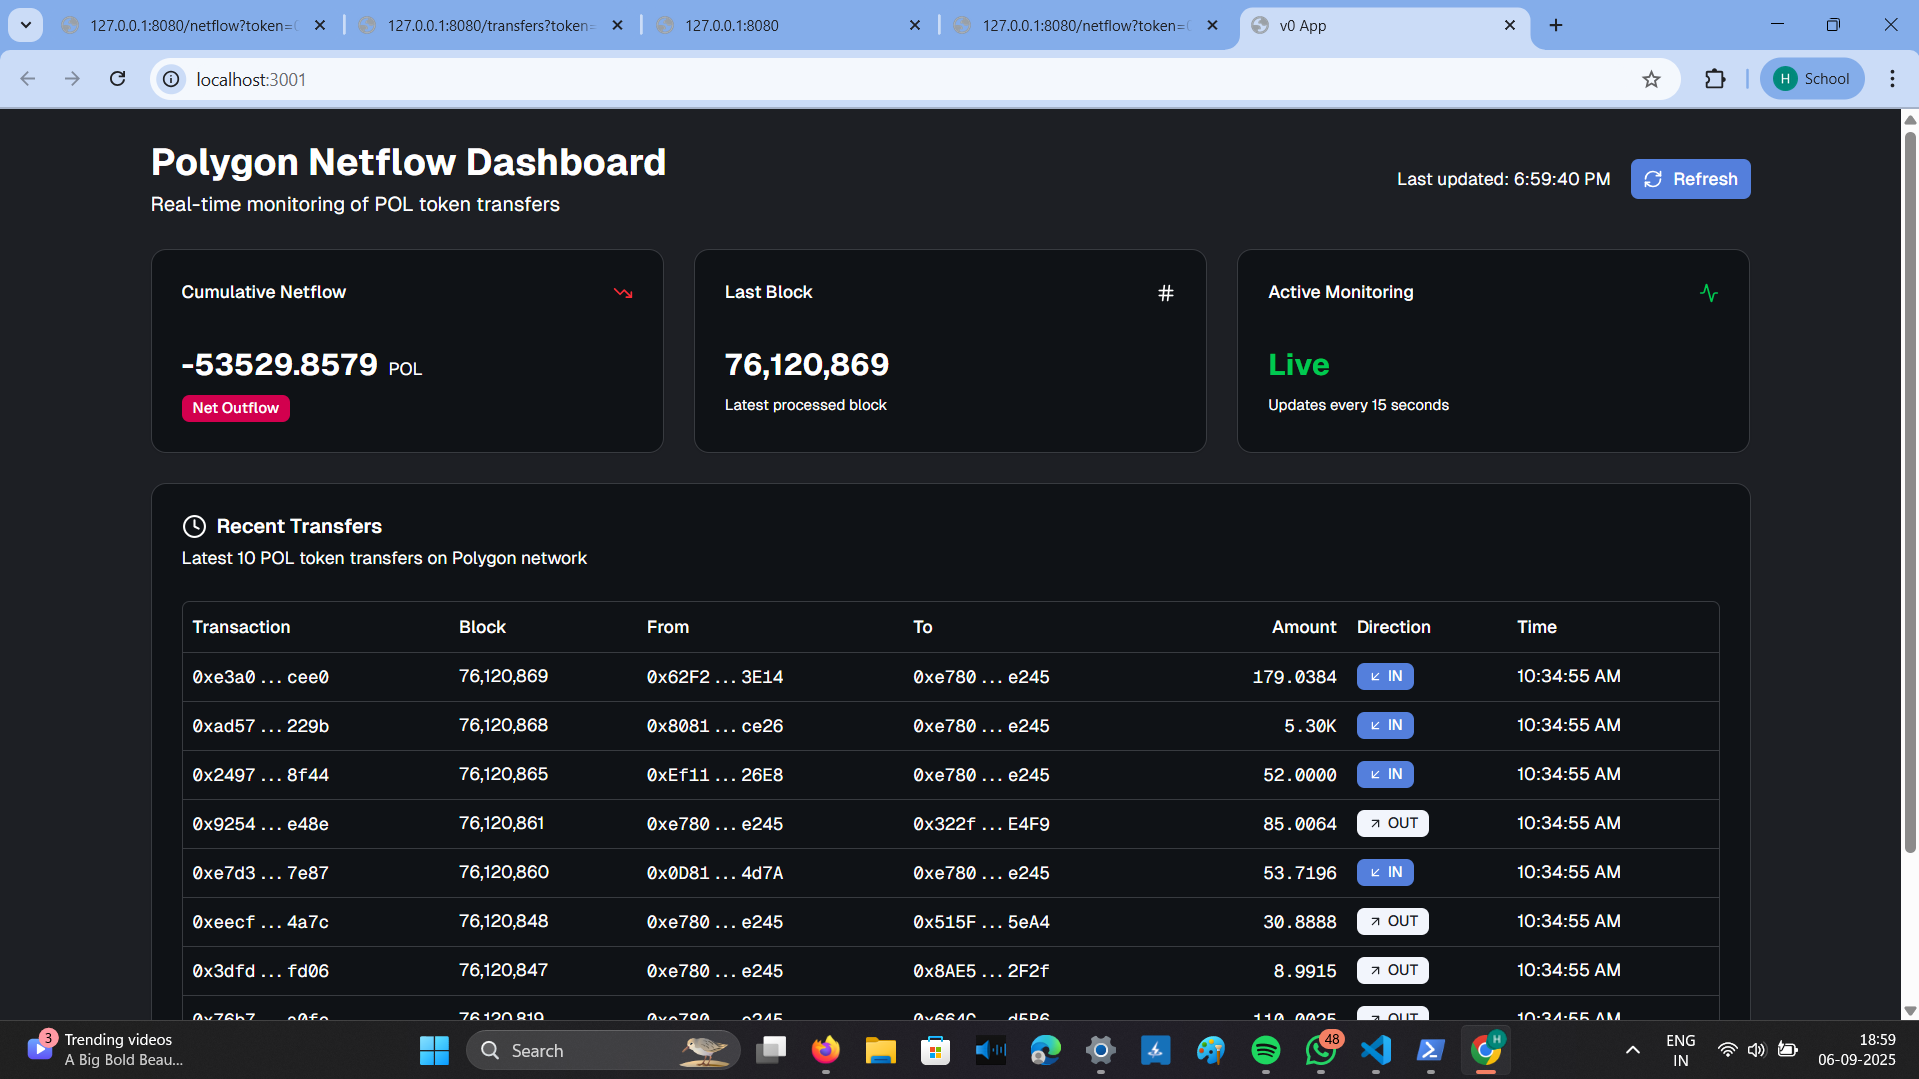 127.0.0.1:8080/netflow?token=
127.0.0.1:8080/transfers?token=
127.0.0.1:8080
127.0.0.1:8080/netflow?token=
v0 App
localhost:3001
H School
Polygon Netflow Dashboard
Real-time monitoring of POL token transfers
Last updated: 6:59:40 PM
Refresh
Cumulative Netflow
-53529.8579 POL
Net Outflow
Last Block
#
76,120,869
Latest processed block
Active Monitoring
Live
Updates every 15 seconds
Recent Transfers
Latest 10 POL token transfers on Polygon network
Transaction Block From To Amount Direction Time
0xe3a0...cee0 76,120,869 0x62F2...3E14 0xe780...e245 179.0384 IN 10:34:55 AM
0xad57...229b 76,120,868 0x8081...ce26 0xe780...e245 5.30K IN 10:34:55 AM
0x2497...8f44 76,120,865 0xEf11...26E8 0xe780...e245 52.0000 IN 10:34:55 AM
0x9254...e48e 76,120,861 0xe780...e245 0x322f...E4F9 85.0064 OUT 10:34:55 AM
0xe7d3...7e87 76,120,860 0x0D81...4d7A 0xe780...e245 53.7196 IN 10:34:55 AM
0xeecf...4a7c 76,120,848 0xe780...e245 0x515F...5eA4 30.8888 OUT 10:34:55 AM
0x3dfd...fd06 76,120,847 0xe780...e245 0x8AE5...2F2f 8.9915 OUT 10:34:55 AM
76,120,819 0xe780...e245 OUT 10:34:55 AM
3 Trending videos
A Big Bold Beau...
Search
48
H
ENG
IN
18:59
06-09-2025